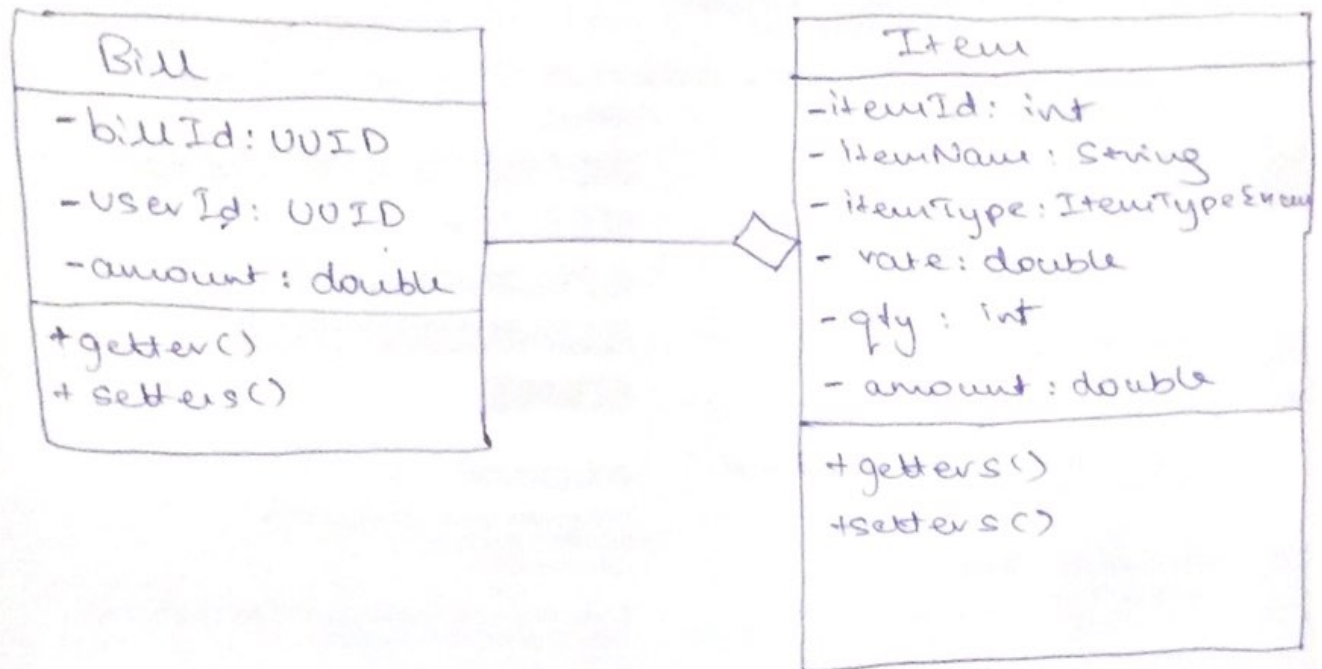 Bill
-billId: UUID
-userId: UUID
-amount: double
+getter()
+ setters()
Item
-itemId: int
- itemName: String
- itemType: ItemTypeEnum
- rate: double
-qty : int
- amount: double
+getters()
+setters()